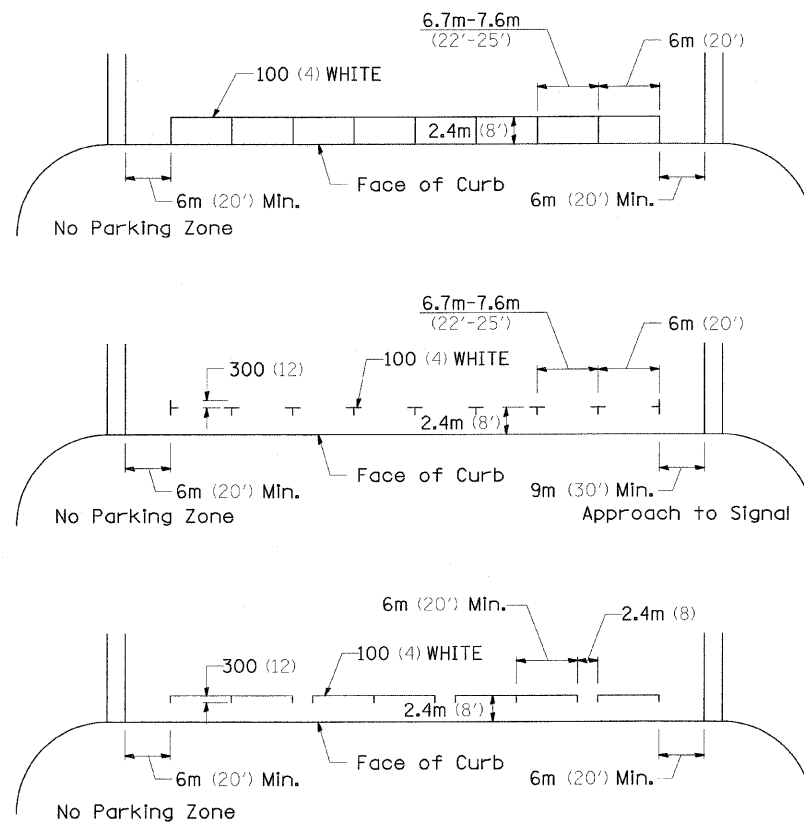 6.7m-7.6m
(22'-25')
6m (20')
100 (4) WHITE
2.4m (8')
Face of Curb
6m (20') Min.
6m (20') Min.
No Parking Zone
6.7m-7.6m
(22'-25')
6m (20')
300 (12)
100 (4) WHITE
2.4m (8')
Face of Curb
6m (20') Min.
9m (30') Min.
No Parking Zone
Approach to Signal
6m (20') Min.
2.4m (8)
300 (12)
100 (4) WHITE
2.4m (8')
Face of Curb
6m (20') Min.
6m (20') Min.
No Parking Zone